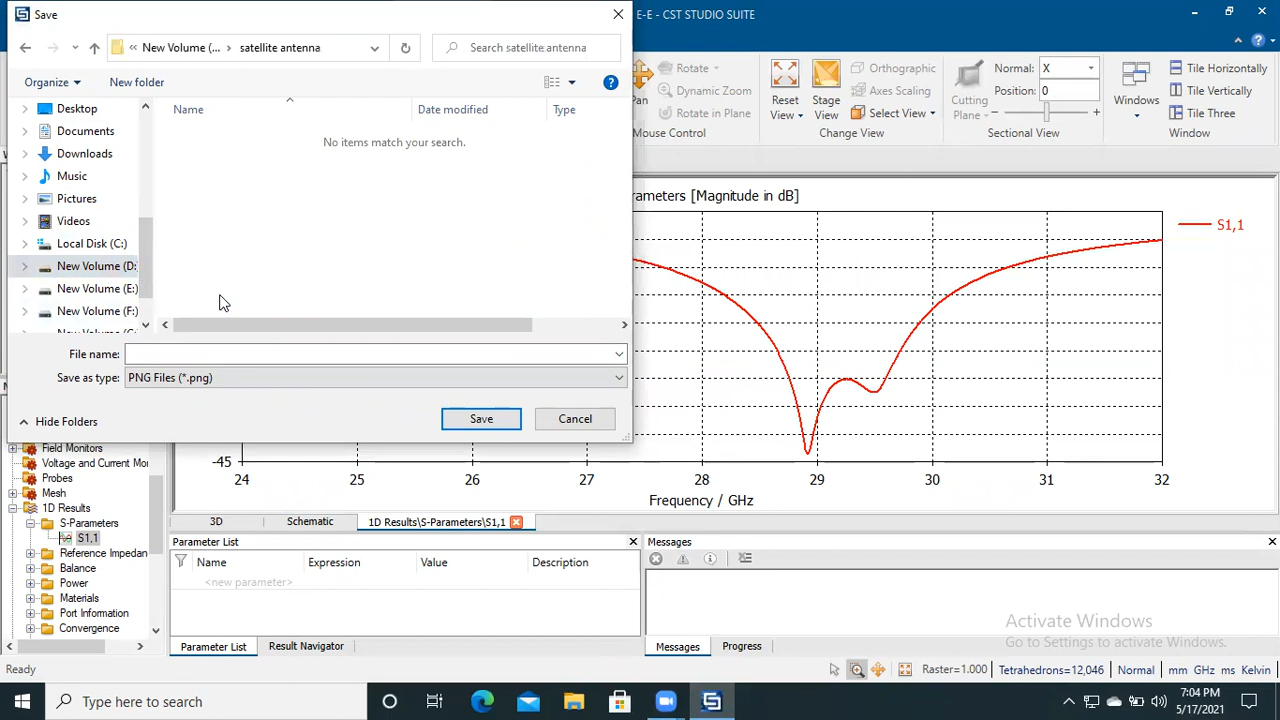 Save
E-E - CST STUDIO SUITE
« New Volume (... › satellite antenna
Search satellite antenna
Organize
New folder
Name
Date modified
Type
No items match your search.
Desktop
Documents
Downloads
Music
Pictures
Videos
Local Disk (C:)
New Volume (D:
New Volume (E:)
New Volume (F:)
File name:
Save as type:
PNG Files (*.png)
Hide Folders
Save
Cancel
Pan
Rotate
Dynamic Zoom
Rotate in Plane
Mouse Control
Reset View
Stage View
Orthographic
Axes Scaling
Select View
Change View
Cutting Plane
Normal: X
Position: 0
Sectional View
Windows
Tile Horizontally
Tile Vertically
Tile Three
Window
rameters [Magnitude in dB]
S1,1
-45
24
25
26
27
28
29
30
31
32
Frequency / GHz
Field Monitors
Voltage and Current Mo
Probes
Mesh
1D Results
S-Parameters
S1,1
Reference Impedan
Balance
Power
Materials
Port Information
Convergence
3D
Schematic
1D Results\S-Parameters\S1,1
Parameter List
Name
Expression
Value
Description
<new parameter>
Parameter List
Result Navigator
Messages
Messages
Progress
Activate Windows
Go to Settings to activate Windows.
Ready
Raster=1.000
Tetrahedrons=12,046
Normal
mm GHz ns Kelvin
Type here to search
7:04 PM
5/17/2021